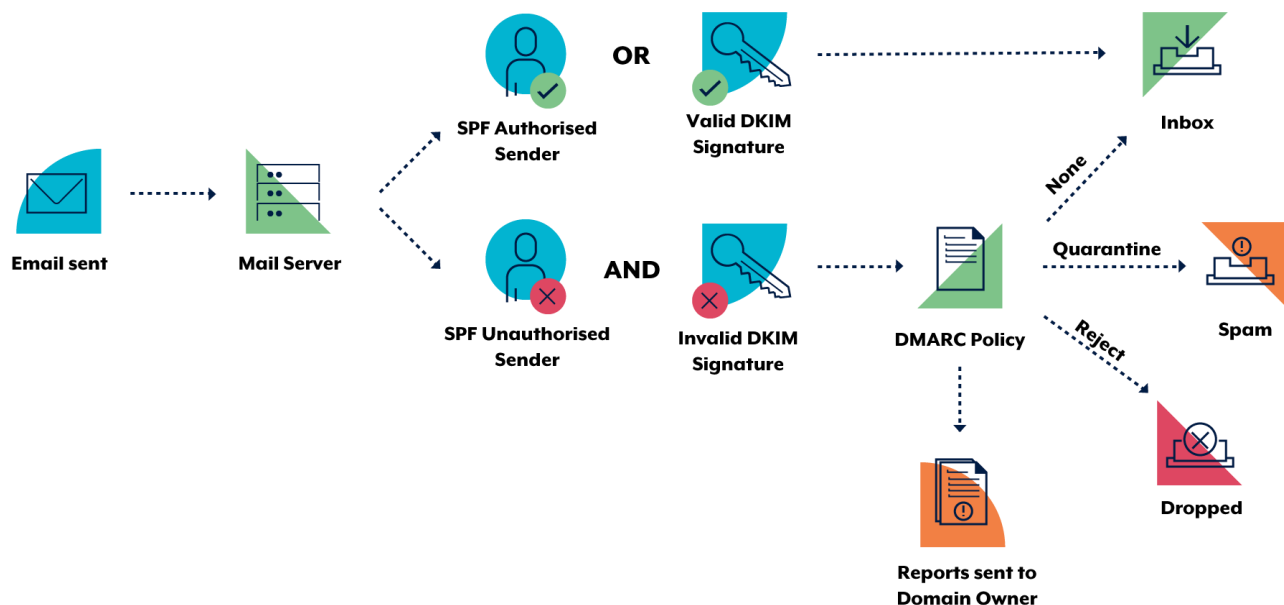 Email sent
Mail Server
SPF Authorised
Sender
OR
Valid DKIM
Signature
Inbox
SPF Unauthorised
Sender
AND
Invalid DKIM
Signature
DMARC Policy
None
Quarantine
Reject
Spam
Dropped
Reports sent to
Domain Owner